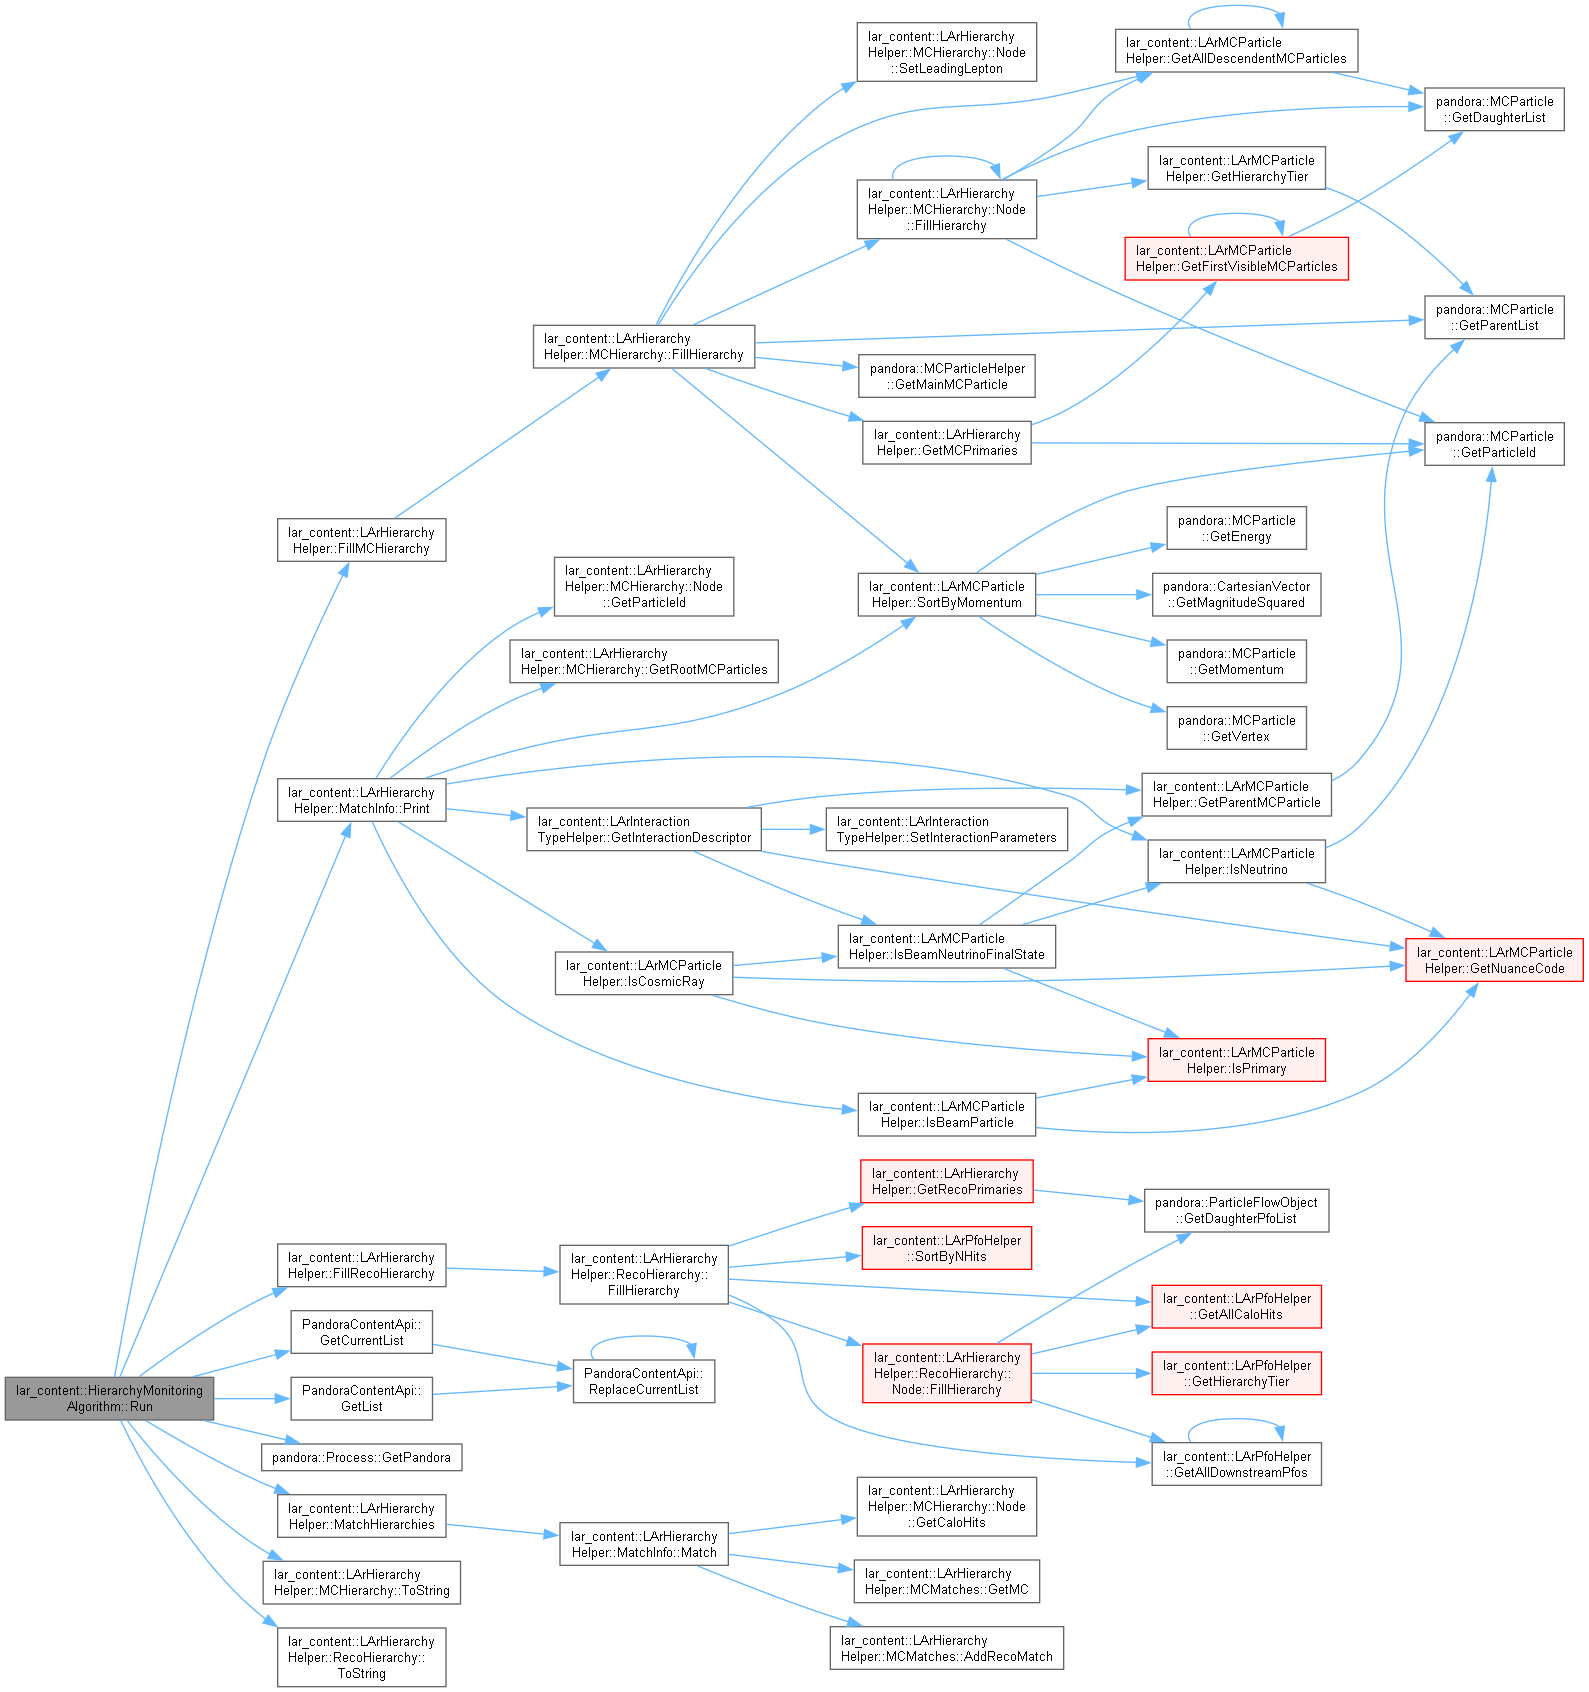 lar_content::LArHierarchy
Helper::MCHierarchy::Node
::SetLeadingLepton
lar_content::LArMCParticle
Helper::GetAllDescendentMCParticles
pandora::MCParticle
::GetDaughterList
lar_content::LArMCParticle
Helper::GetHierarchyTier
lar_content::LArHierarchy
Helper::MCHierarchy::Node
::FillHierarchy
lar_content::LArMCParticle
Helper::GetFirstVisibleMCParticles
pandora::MCParticle
::GetParentList
lar_content::LArHierarchy
Helper::MCHierarchy::FillHierarchy
pandora::MCParticleHelper
::GetMainMCParticle
lar_content::LArHierarchy
Helper::GetMCPrimaries
pandora::MCParticle
::GetParticleId
lar_content::LArHierarchy
Helper::FillMCHierarchy
pandora::MCParticle
::GetEnergy
lar_content::LArHierarchy
Helper::MCHierarchy::Node
::GetParticleId
lar_content::LArMCParticle
Helper::SortByMomentum
pandora::CartesianVector
::GetMagnitudeSquared
lar_content::LArHierarchy
Helper::MCHierarchy::GetRootMCParticles
pandora::MCParticle
::GetMomentum
pandora::MCParticle
::GetVertex
lar_content::LArHierarchy
Helper::MatchInfo::Print
lar_content::LArMCParticle
Helper::GetParentMCParticle
lar_content::LArInteraction
TypeHelper::GetInteractionDescriptor
lar_content::LArInteraction
TypeHelper::SetInteractionParameters
lar_content::LArMCParticle
Helper::IsNeutrino
lar_content::LArMCParticle
Helper::IsBeamNeutrinoFinalState
lar_content::LArMCParticle
Helper::GetNuanceCode
lar_content::LArMCParticle
Helper::IsCosmicRay
lar_content::LArMCParticle
Helper::IsPrimary
lar_content::LArMCParticle
Helper::IsBeamParticle
lar_content::LArHierarchy
Helper::GetRecoPrimaries
pandora::ParticleFlowObject
::GetDaughterPfoList
lar_content::LArPfoHelper
::SortByNHits
lar_content::LArHierarchy
Helper::FillRecoHierarchy
lar_content::LArHierarchy
Helper::RecoHierarchy::
FillHierarchy
lar_content::LArPfoHelper
::GetAllCaloHits
PandoraContentApi::
GetCurrentList
lar_content::LArHierarchy
Helper::RecoHierarchy::
Node::FillHierarchy
lar_content::LArPfoHelper
::GetHierarchyTier
PandoraContentApi::
ReplaceCurrentList
lar_content::HierarchyMonitoring
Algorithm::Run
PandoraContentApi::
GetList
pandora::Process::GetPandora
lar_content::LArPfoHelper
::GetAllDownstreamPfos
lar_content::LArHierarchy
Helper::MatchHierarchies
lar_content::LArHierarchy
Helper::MCHierarchy::Node
::GetCaloHits
lar_content::LArHierarchy
Helper::MatchInfo::Match
lar_content::LArHierarchy
Helper::MCHierarchy::ToString
lar_content::LArHierarchy
Helper::MCMatches::GetMC
lar_content::LArHierarchy
Helper::RecoHierarchy::
ToString
lar_content::LArHierarchy
Helper::MCMatches::AddRecoMatch